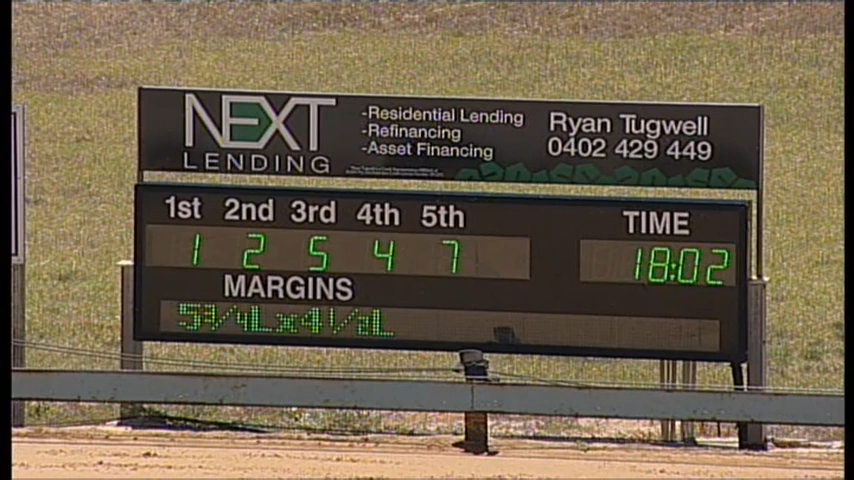 NEXT
LENDING
-Residential Lending
-Refinancing
-Asset Financing
Ryan Tugwell
0402 429 449
1st 2nd 3rd 4th 5th
1 2 5 4 7
TIME
18:02
MARGINS
53/4Lx41/2L